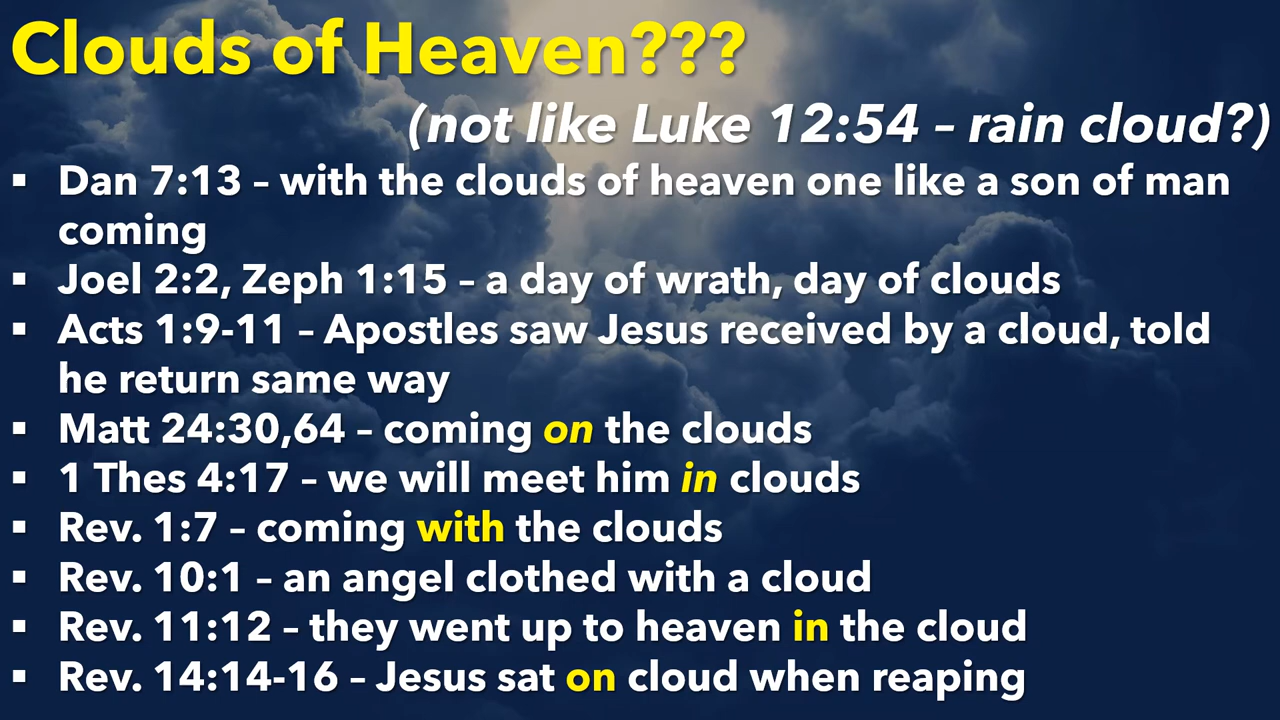 Clouds of Heaven???
(not like Luke 12:54 – rain cloud?)
▪ Dan 7:13 – with the clouds of heaven one like a son of man
coming
▪ Joel 2:2, Zeph 1:15 – a day of wrath, day of clouds
▪ Acts 1:9-11 – Apostles saw Jesus received by a cloud, told
he return same way
▪ Matt 24:30,64 – coming on the clouds
▪ 1 Thes 4:17 – we will meet him in clouds
▪ Rev. 1:7 – coming with the clouds
▪ Rev. 10:1 – an angel clothed with a cloud
▪ Rev. 11:12 – they went up to heaven in the cloud
▪ Rev. 14:14-16 – Jesus sat on cloud when reaping